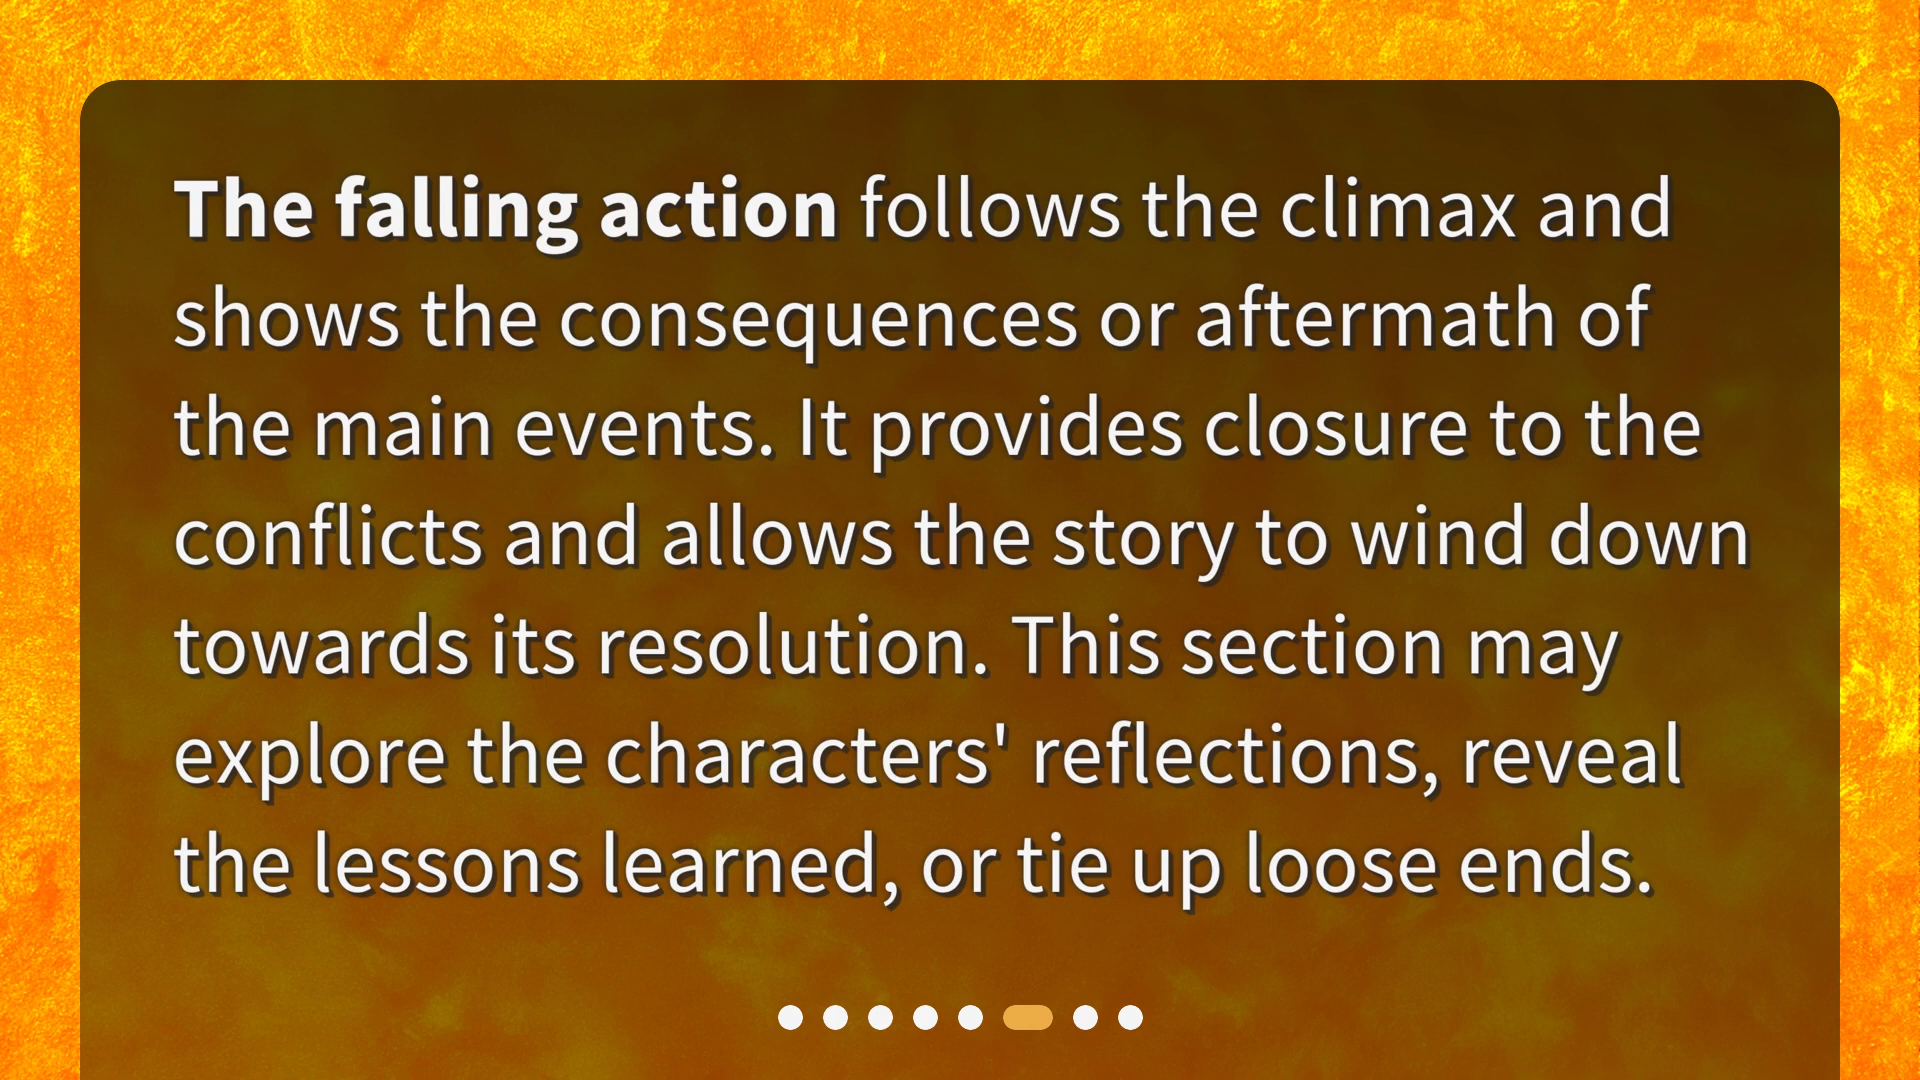 The falling action follows the climax and
shows the consequences or aftermath of
the main events. It provides closure to the
conflicts and allows the story to wind down
towards its resolution. This section may
explore the characters' reflections, reveal
the lessons learned, or tie up loose ends.